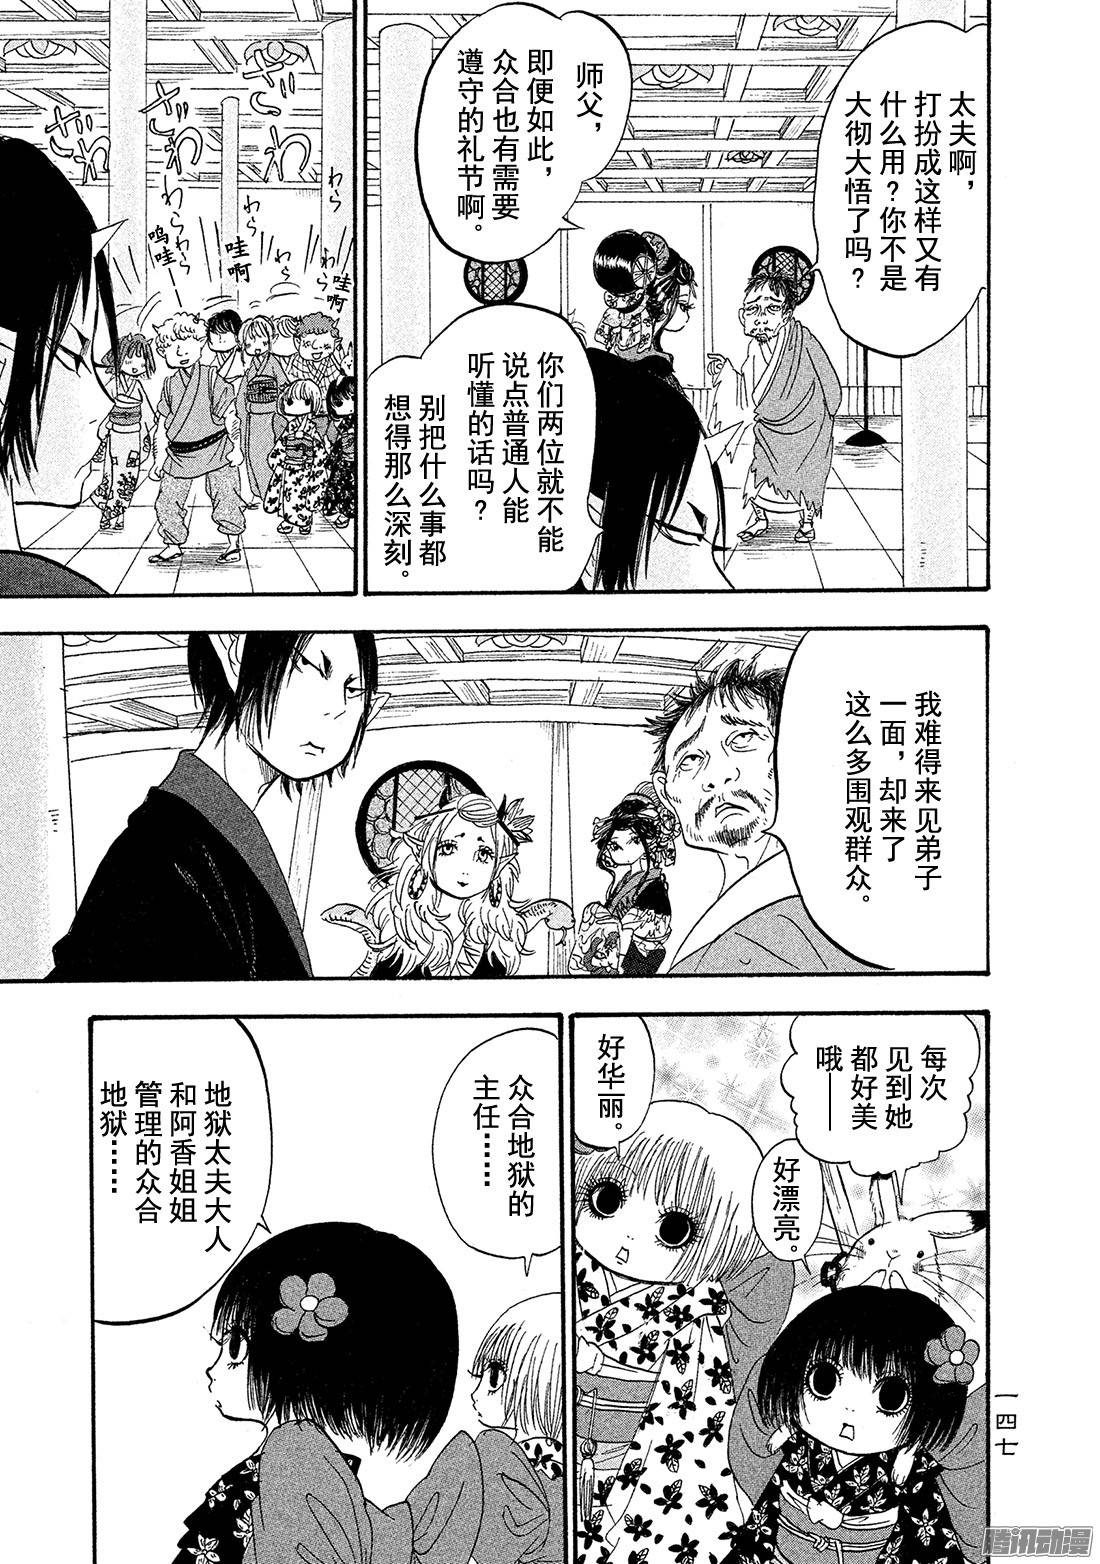 太夫啊，
打扮成这样又有
什么用？你不是
大彻大悟了吗？
师父，
即便如此，
众合也有需要
遵守的礼节啊。
你们两位就不能
说点普通人能
听懂的话吗？
别把什么事都
想得那么深刻。
ざわ
ざわ
ざわ
わら
わら
わらわら
わらわら
哇啊
哇啊
呜哇——
我难得来见弟子
一面，却来了
这么多围观群众。
每次
见到她
都好美
哦——
好漂亮。
好华丽。
众合地狱的
主任……
地狱太夫大人
和阿香姐姐
管理的众合
地狱……
一四七
腾讯动漫